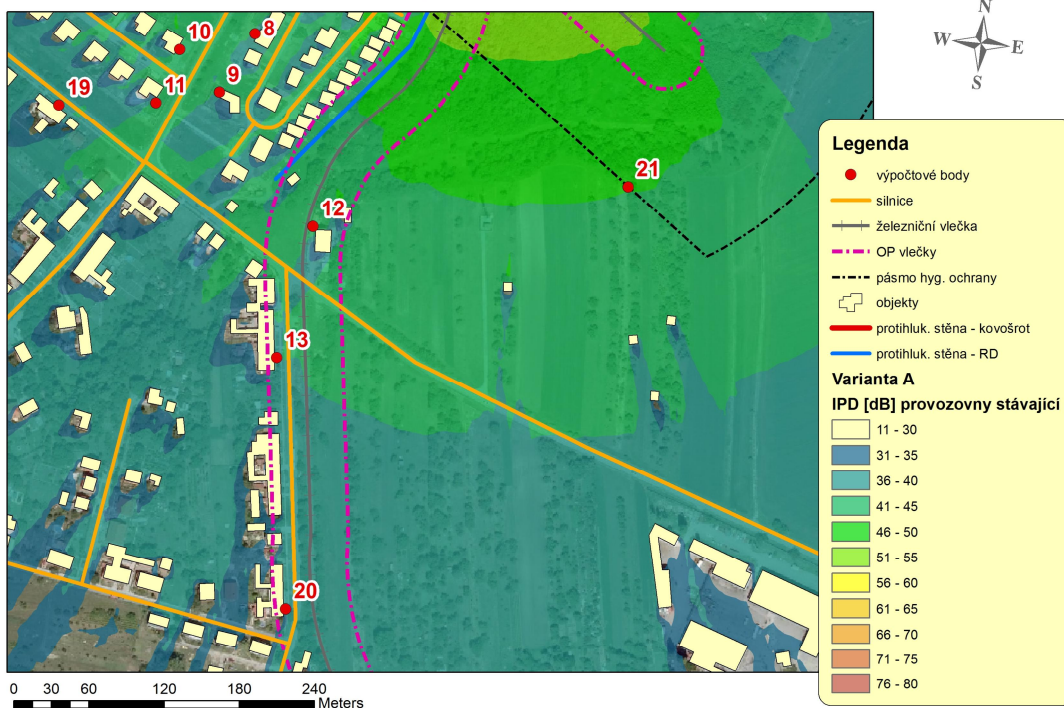 N
W E
S
10
8
9
11
19
21
12
13
20
Legenda
výpočtové body
silnice
železniční vlečka
OP vlečky
pásmo hyg. ochrany
objekty
protihluk. stěna - kovošrot
protihluk. stěna - RD
Varianta A
IPD [dB] provozovny stávající
11 - 30
31 - 35
36 - 40
41 - 45
46 - 50
51 - 55
56 - 60
61 - 65
66 - 70
71 - 75
76 - 80
0 30 60 120 180 240
Meters